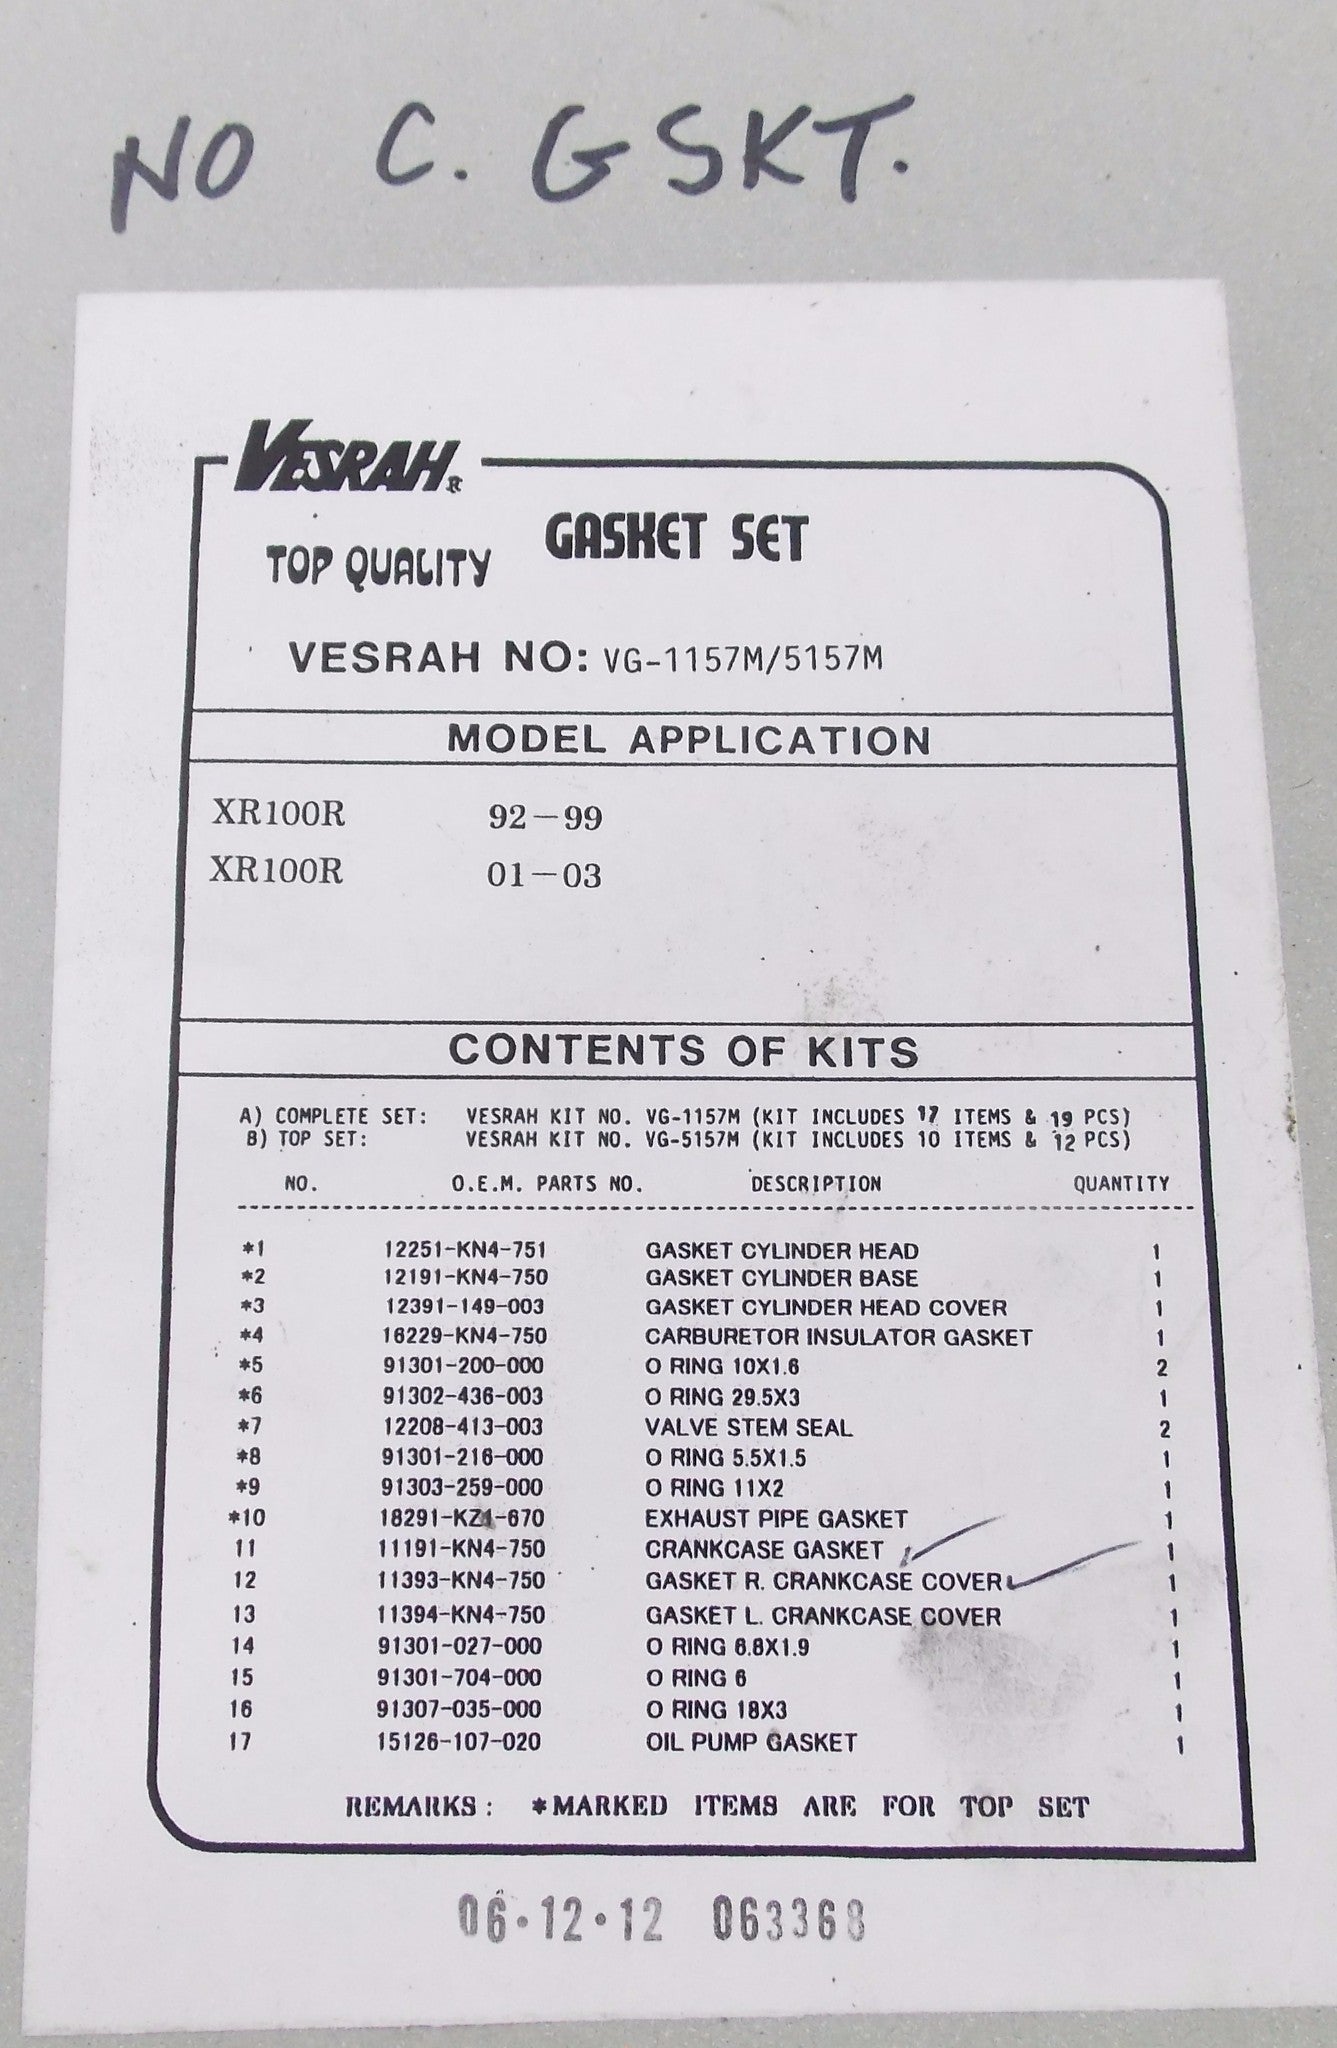 NO C. GSKT.
VESRAH®
GASKET SET
TOP QUALITY
VESRAH NO: VG-1157M/5157M
MODEL APPLICATION
XR100R 92-99
XR100R 01-03
CONTENTS OF KITS
A) COMPLETE SET: VESRAH KIT NO. VG-1157M (KIT INCLUDES 17 ITEMS & 19 PCS)
B) TOP SET: VESRAH KIT NO. VG-5157M (KIT INCLUDES 10 ITEMS & 12 PCS)
NO. O.E.M. PARTS NO. DESCRIPTION QUANTITY
*1 12251-KN4-751 GASKET CYLINDER HEAD 1
*2 12191-KN4-750 GASKET CYLINDER BASE 1
*3 12391-149-003 GASKET CYLINDER HEAD COVER 1
*4 16229-KN4-750 CARBURETOR INSULATOR GASKET 1
*5 91301-200-000 O RING 10X1.6 2
*6 91302-436-003 O RING 29.5X3 1
*7 12208-413-003 VALVE STEM SEAL 2
*8 91301-216-000 O RING 5.5X1.5 1
*9 91303-259-000 O RING 11X2 1
*10 18291-KZ1-670 EXHAUST PIPE GASKET 1
11 11191-KN4-750 CRANKCASE GASKET ✓ 1
12 11393-KN4-750 GASKET R. CRANKCASE COVER ✓ 1
13 11394-KN4-750 GASKET L. CRANKCASE COVER 1
14 91301-027-000 O RING 6.8X1.9 1
15 91301-704-000 O RING 6 1
16 91307-035-000 O RING 18X3 1
17 15126-107-020 OIL PUMP GASKET 1
REMARKS: *MARKED ITEMS ARE FOR TOP SET
06.12.12 063368